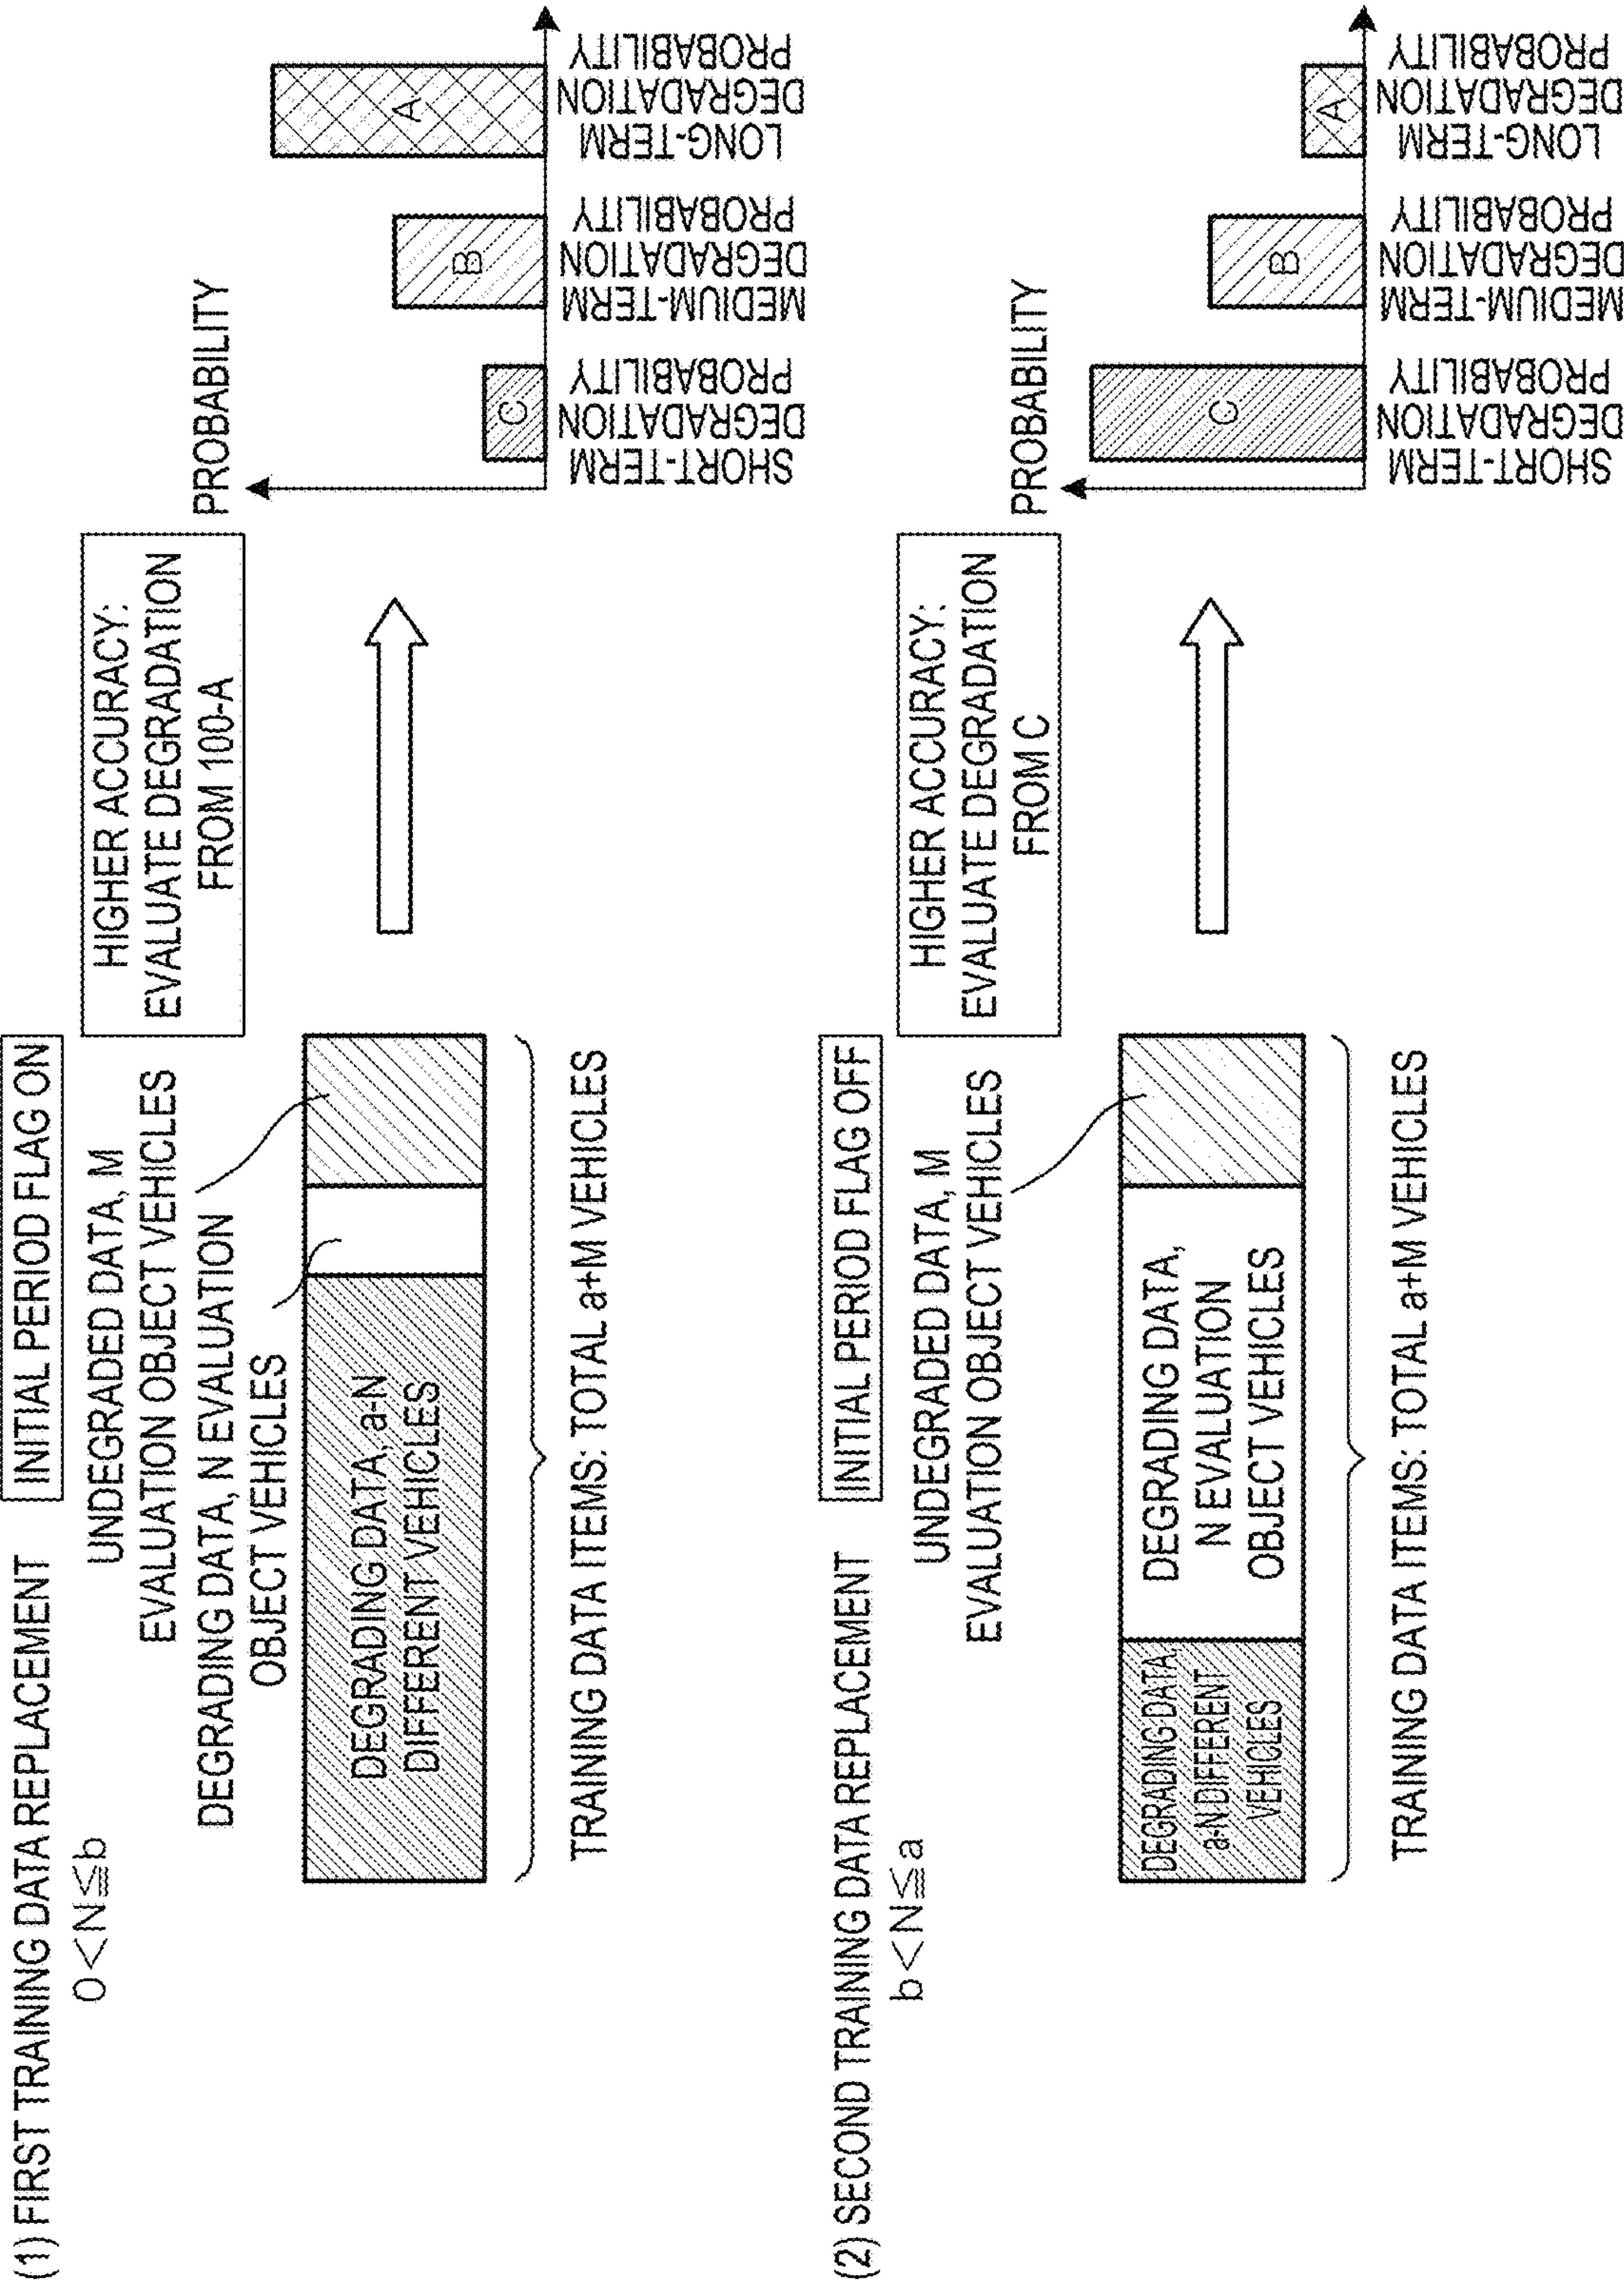 (1) FIRST TRAINING DATA REPLACEMENT
INITIAL PERIOD FLAG ON
0<N≦b
UNDEGRADED DATA, M
EVALUATION OBJECT VEHICLES
DEGRADING DATA, N EVALUATION
OBJECT VEHICLES
DEGRADING DATA, a-N
DIFFERENT VEHICLES
TRAINING DATA ITEMS: TOTAL a+M VEHICLES
HIGHER ACCURACY:
EVALUATE DEGRADATION
FROM 100-A
PROBABILITY
C
B
A
SHORT-TERM
DEGRADATION
PROBABILITY
MEDIUM-TERM
DEGRADATION
PROBABILITY
LONG-TERM
DEGRADATION
PROBABILITY
(2) SECOND TRAINING DATA REPLACEMENT
INITIAL PERIOD FLAG OFF
b<N≦a
UNDEGRADED DATA, M
EVALUATION OBJECT VEHICLES
DEGRADING DATA,
a-N DIFFERENT
VEHICLES
DEGRADING DATA,
N EVALUATION
OBJECT VEHICLES
TRAINING DATA ITEMS: TOTAL a+M VEHICLES
HIGHER ACCURACY:
EVALUATE DEGRADATION
FROM C
PROBABILITY
C
B
A
SHORT-TERM
DEGRADATION
PROBABILITY
MEDIUM-TERM
DEGRADATION
PROBABILITY
LONG-TERM
DEGRADATION
PROBABILITY